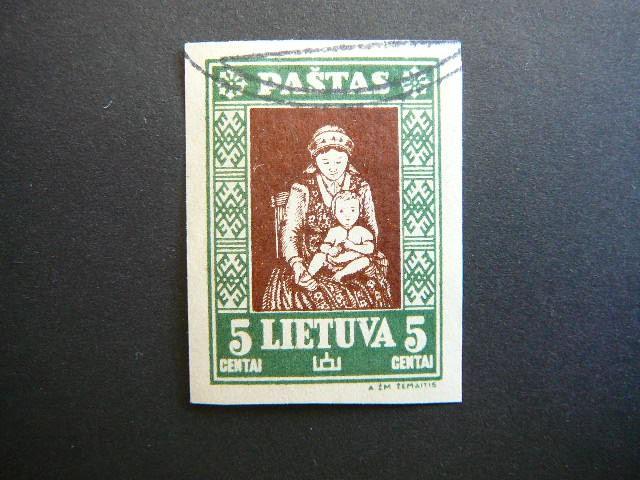 PAŠTAS
5 LIETUVA 5
CENTAI CENTAI
A ŽM ŽEMAITIS